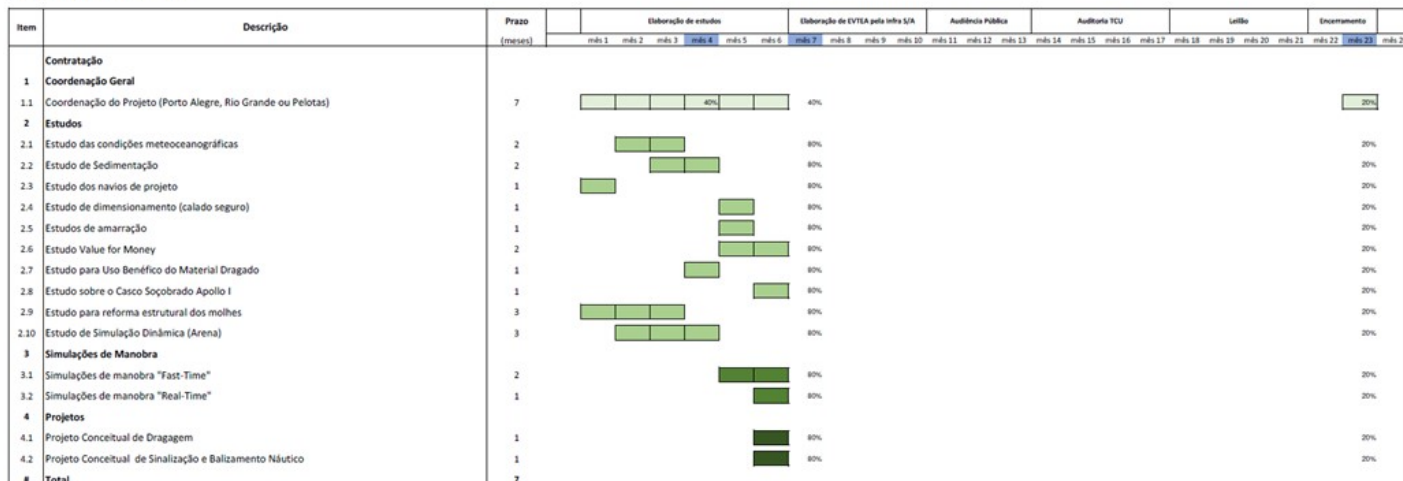 Item Descrição Prazo (meses) Elaboração de estudos Elaboração de EVTEA pela Infra S/A Audiência Pública Auditoria TCU Leilão Encerramento
mês 1 mês 2 mês 3 mês 4 mês 5 mês 6 mês 7 mês 8 mês 9 mês 10 mês 11 mês 12 mês 13 mês 14 mês 15 mês 16 mês 17 mês 18 mês 19 mês 20 mês 21 mês 22 mês 23 mês 2
Contratação
1 Coordenação Geral
1.1 Coordenação do Projeto (Porto Alegre, Rio Grande ou Pelotas) 7 40% 40% 20%
2 Estudos
2.1 Estudo das condições meteoceanográficas 2 80% 20%
2.2 Estudo de Sedimentação 2 80% 20%
2.3 Estudo dos navios de projeto 1 80% 20%
2.4 Estudo de dimensionamento (calado seguro) 1 80% 20%
2.5 Estudos de amarração 1 80% 20%
2.6 Estudo Value for Money 2 80% 20%
2.7 Estudo para Uso Benéfico do Material Dragado 1 80% 20%
2.8 Estudo sobre o Casco Soçobrado Apollo I 1 80% 20%
2.9 Estudo para reforma estrutural dos molhes 3 80% 20%
2.10 Estudo de Simulação Dinâmica (Arena) 3 80% 20%
3 Simulações de Manobra
3.1 Simulações de manobra "Fast-Time" 2 80% 20%
3.2 Simulações de manobra "Real-Time" 1 80% 20%
4 Projetos
4.1 Projeto Conceitual de Dragagem 1 80% 20%
4.2 Projeto Conceitual de Sinalização e Balizamento Náutico 1 80% 20%
# Total 7